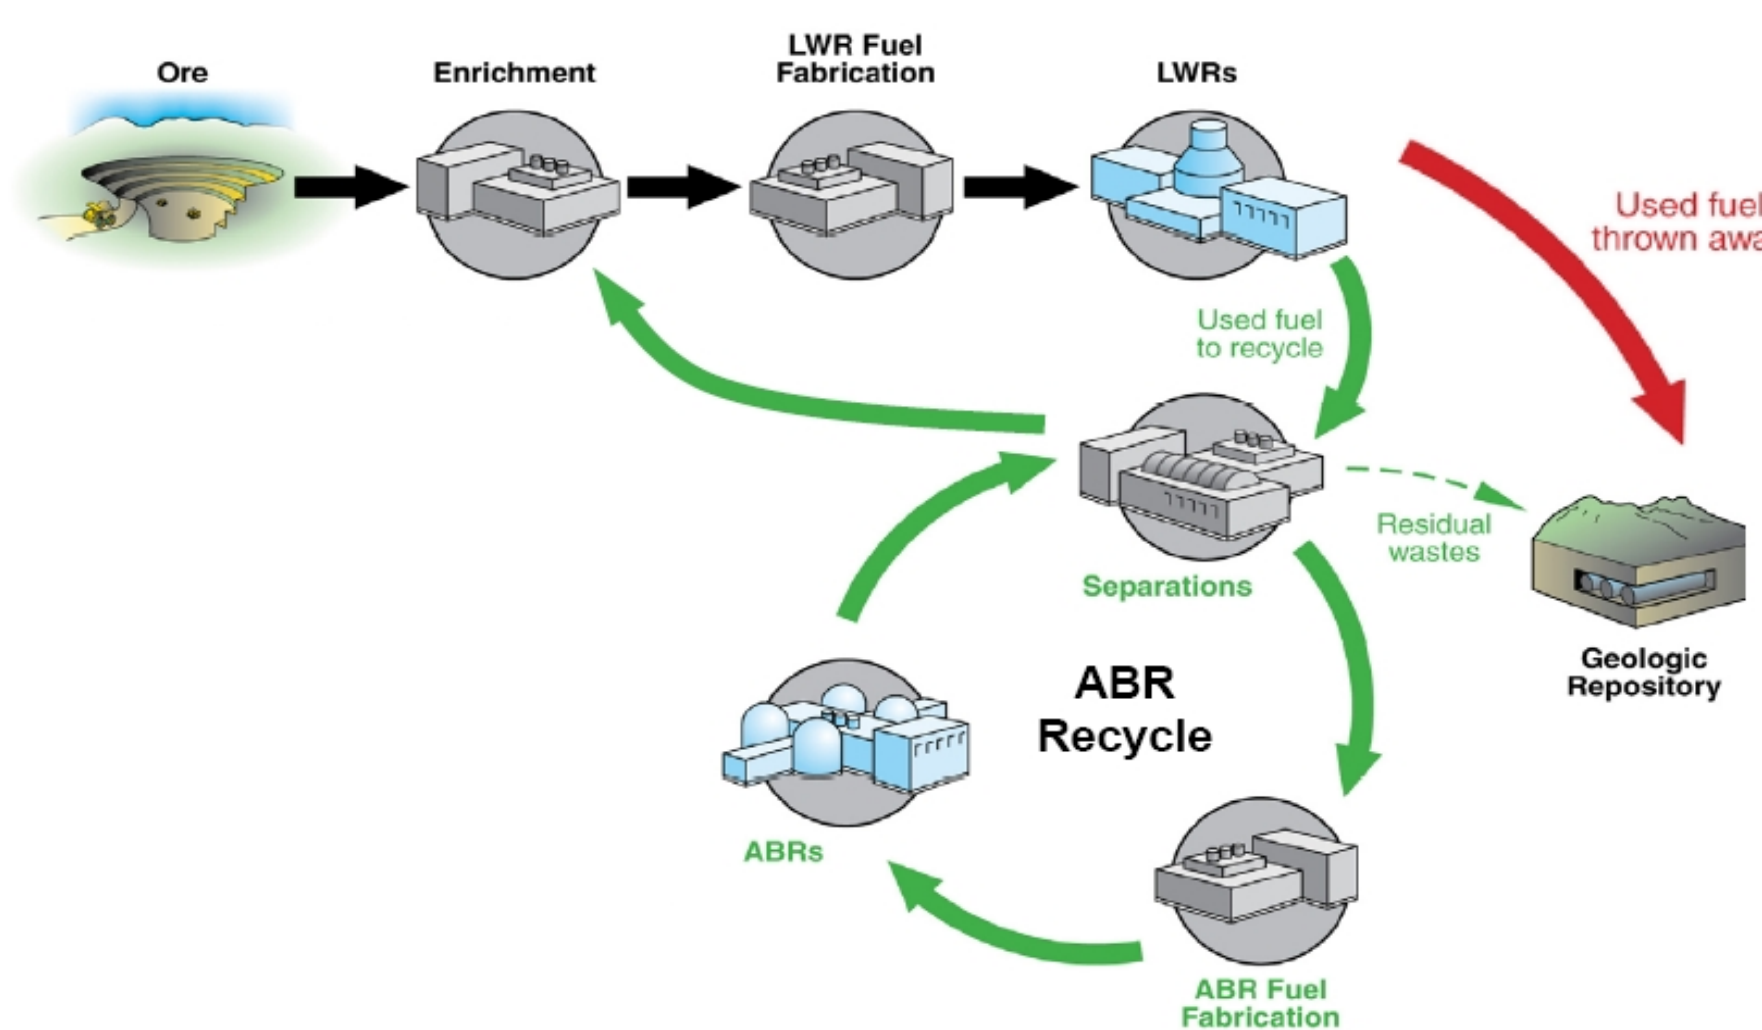 Ore
Enrichment
LWR Fuel
Fabrication
LWRs
Used fuel
thrown
Used fuel
to recycle
Residual
wastes
Separations
Geologic
Repository
ABR
Recycle
ABRs
ABR Fuel
Fabrication